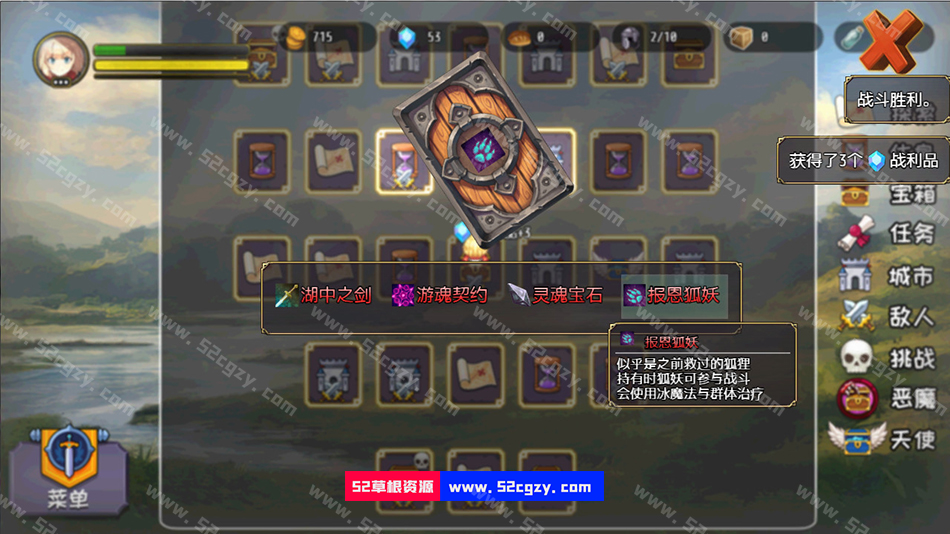 715
53
0
2/10
0
战斗胜利。
获得了3个 战利品
宝箱
任务
城市
敌人
挑战
恶魔
天使
湖中之剑 游魂契约 灵魂宝石 报恩狐妖
报恩狐妖
似乎是之前救过的狐狸
持有时狐妖可参与战斗
会使用冰魔法与群体治疗
菜单
52草根资源 www.52cgzy.com
www.52cgzy.com